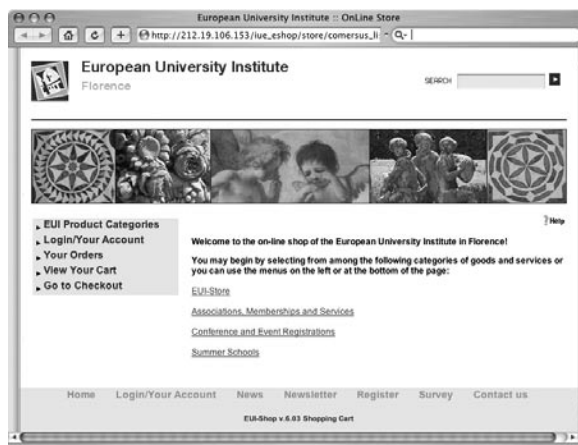 European University Institute :: OnLine Store
http://212.19.106.153/iue_eshop/store/comersus_li
Q-
European University Institute
Florence
SEARCH
EUI Product Categories
Login/Your Account
Your Orders
View Your Cart
Go to Checkout
? Help
Welcome to the on-line shop of the European University Institute in Florence!
You may begin by selecting from among the following categories of goods and services or
you can use the menus on the left or at the bottom of the page:
EUI-Store
Associations, Memberships and Services
Conference and Event Registrations
Summer Schools
Home Login/Your Account News Newsletter Register Survey Contact us
EUI-Shop v.6.03 Shopping Cart